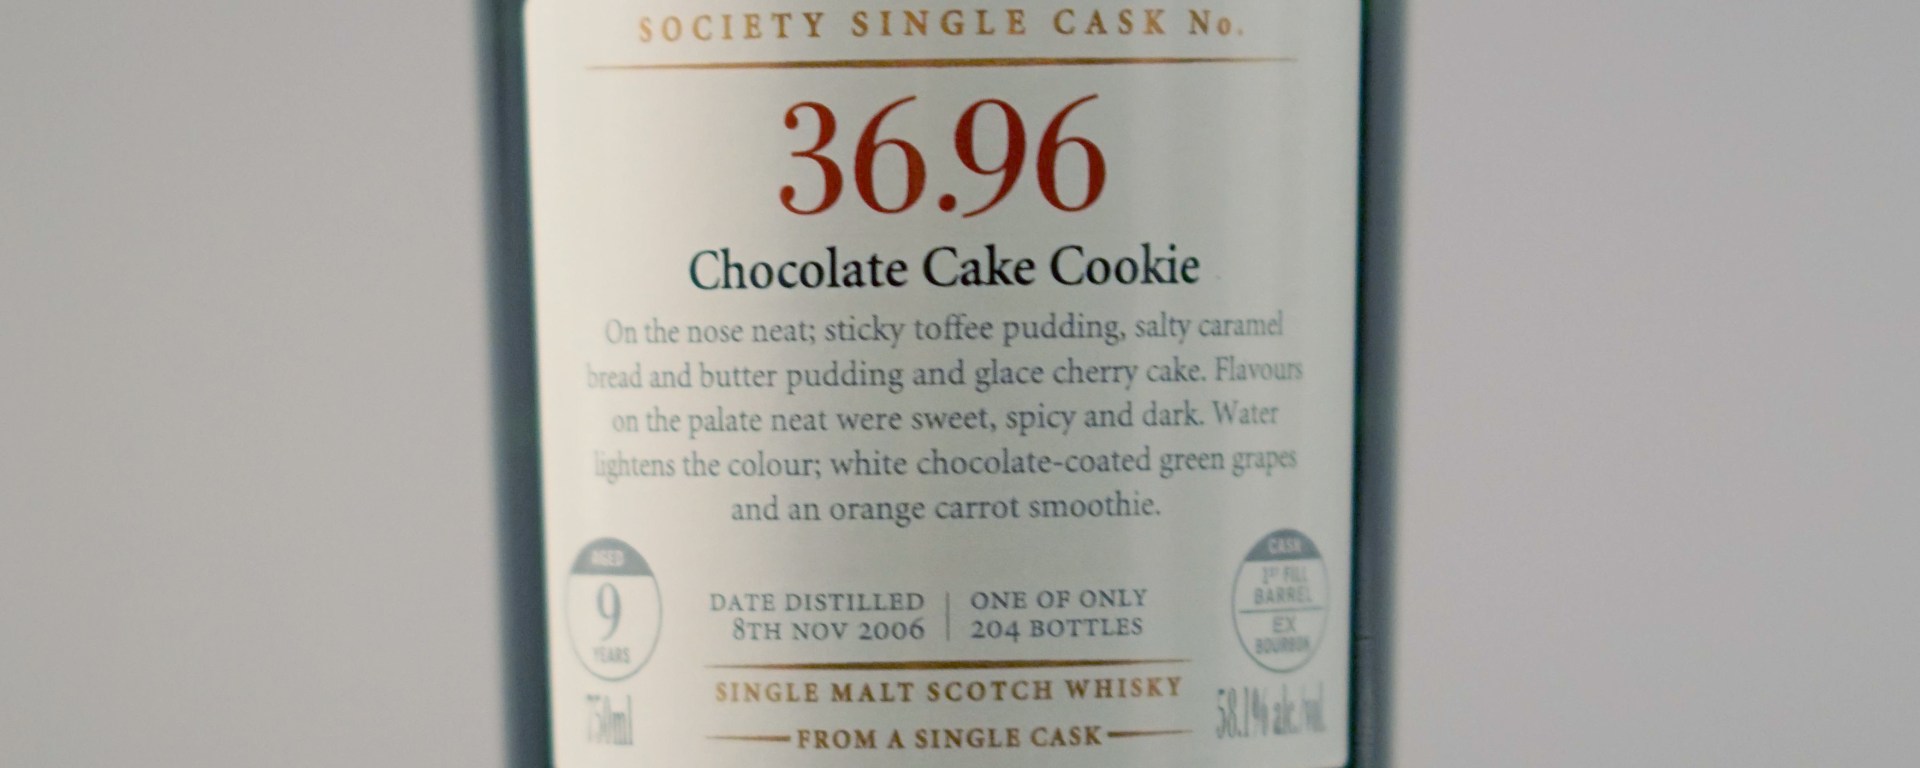 SOCIETY SINGLE CASK No.
36.96
Chocolate Cake Cookie
On the nose neat; sticky toffee pudding, salty caramel
bread and butter pudding and glace cherry cake. Flavours
on the palate neat were sweet, spicy and dark. Water
lightens the colour; white chocolate-coated green grapes
and an orange carrot smoothie.
AGED
9
YEARS
DATE DISTILLED
8TH NOV 2006
ONE OF ONLY
204 BOTTLES
CASK
1ST FILL
BARREL
EX
BOURBON
750ml
SINGLE MALT SCOTCH WHISKY
FROM A SINGLE CASK
58.1% alc./vol.